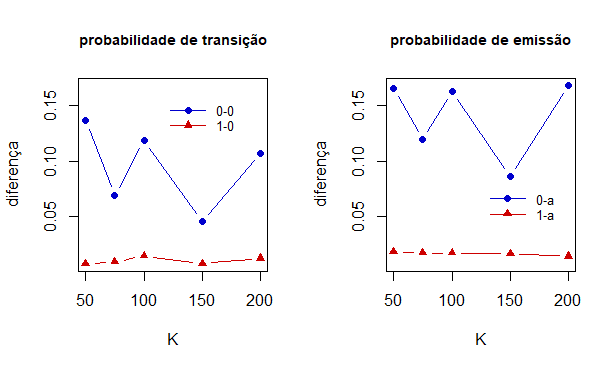 probabilidade de transição
diferença
0.05 0.10 0.15
0-0
1-0
50 100 150 200
K
probabilidade de emissão
diferença
0.05 0.10 0.15
0-a
1-a
50 100 150 200
K